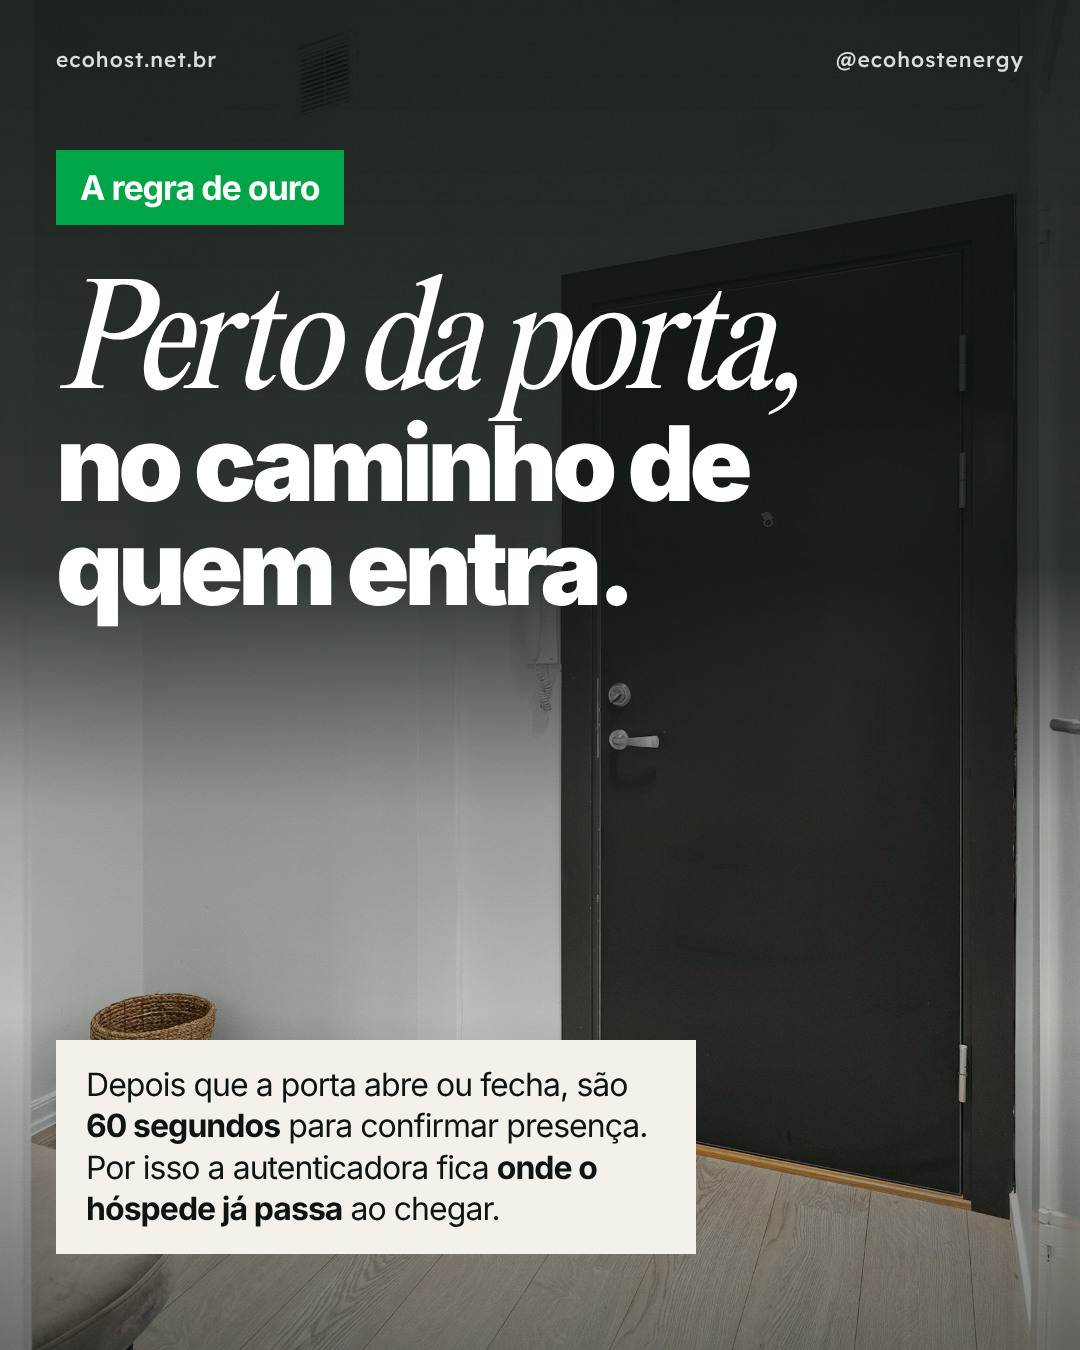 ecohost.net.br
@ecohostenergy
A regra de ouro
Perto da porta,
no caminho de
quem entra.
Depois que a porta abre ou fecha, são
60 segundos para confirmar presença.
Por isso a autenticadora fica onde o
hóspede já passa ao chegar.